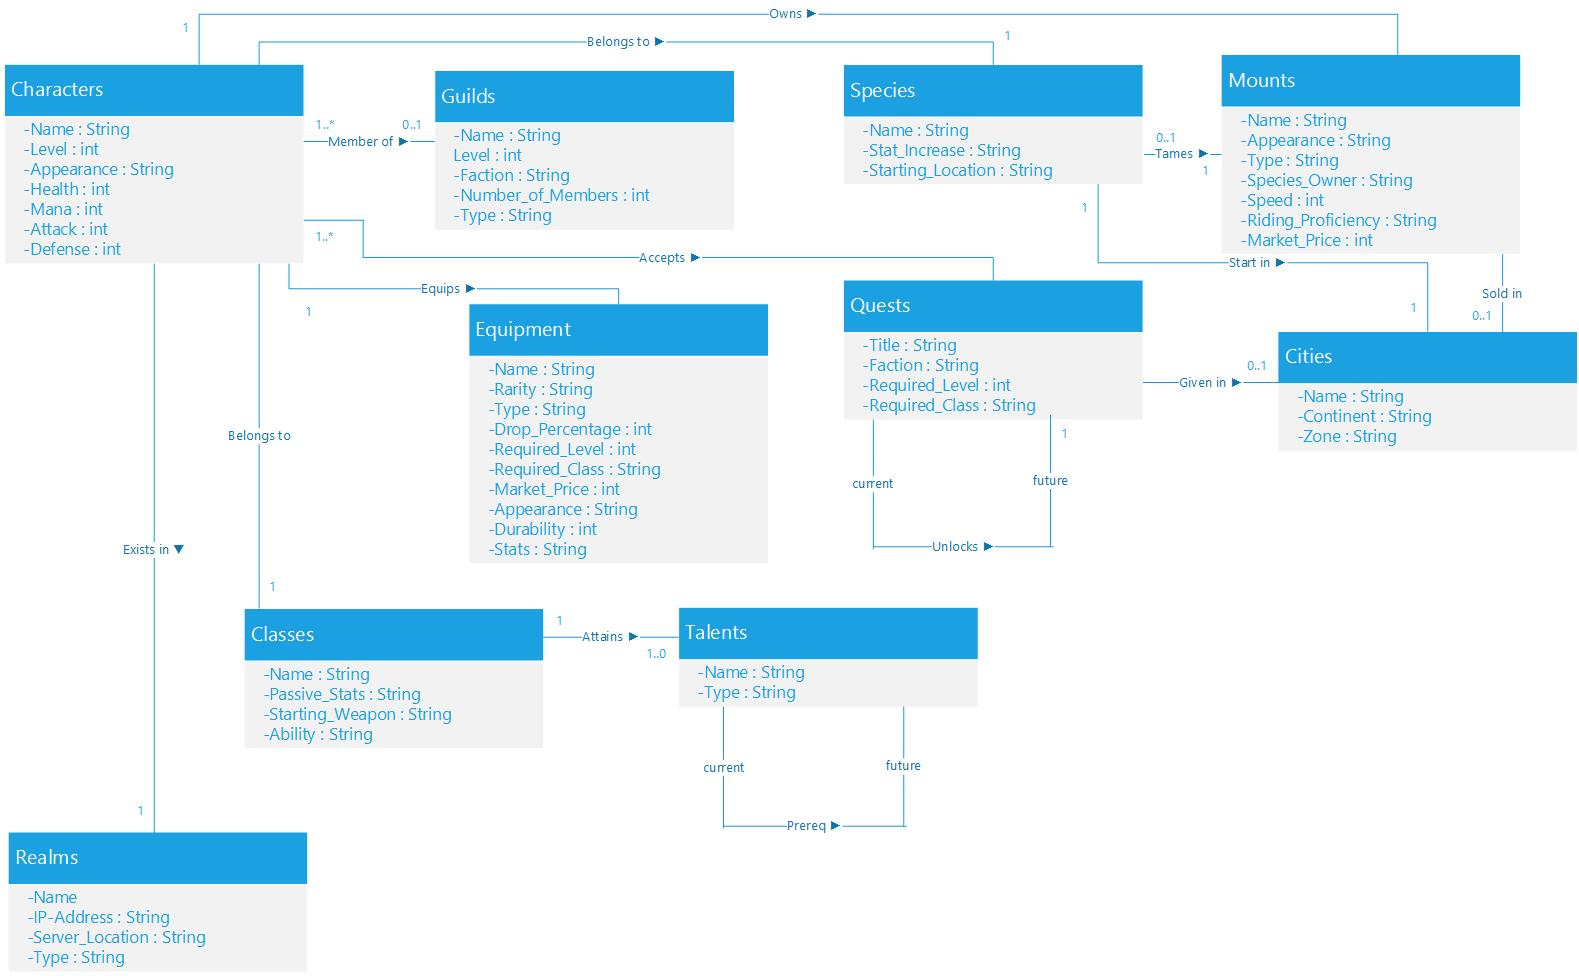 Owns ►
1
Belongs to ►
1
Characters
-Name : String
-Level : int
-Appearance : String
-Health : int
-Mana : int
-Attack : int
-Defense : int
1..*
0..1
Member of ►
Guilds
-Name : String
Level : int
-Faction : String
-Number_of_Members : int
-Type : String
Species
-Name : String
-Stat_Increase : String
-Starting_Location : String
0..1
Tames ►
1
Mounts
-Name : String
-Appearance : String
-Type : String
-Species_Owner : String
-Speed : int
-Riding_Proficiency : String
-Market_Price : int
1..*
Accepts ►
1
Start in ►
1
Sold in
0..1
Equips ►
1
Equipment
-Name : String
-Rarity : String
-Type : String
-Drop_Percentage : int
-Required_Level : int
-Required_Class : String
-Market_Price : int
-Appearance : String
-Durability : int
-Stats : String
Quests
-Title : String
-Faction : String
-Required_Level : int
-Required_Class : String
0..1
Given in ►
Cities
-Name : String
-Continent : String
-Zone : String
1
current
future
Unlocks ►
Belongs to
1
Exists in ▼
1
Classes
-Name : String
-Passive_Stats : String
-Starting_Weapon : String
-Ability : String
1
Attains ►
1..0
Talents
-Name : String
-Type : String
current
future
Prereq ►
Realms
-Name
-IP-Address : String
-Server_Location : String
-Type : String